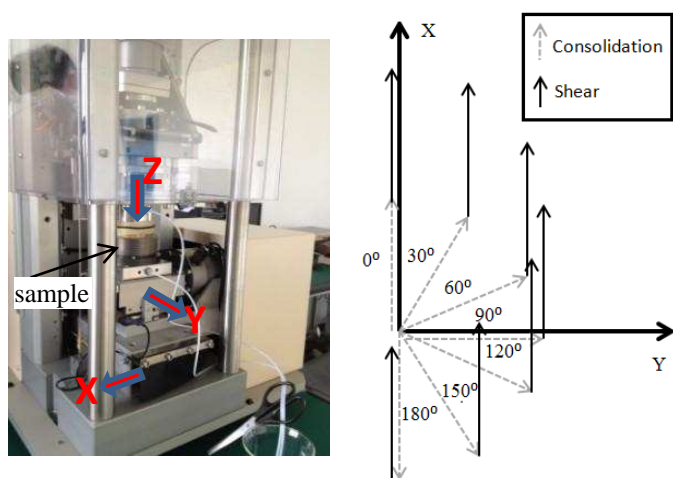 Z
sample
Y
X
X
Consolidation
Shear
0º
30º
60º
90º
120º
150º
180º
Y